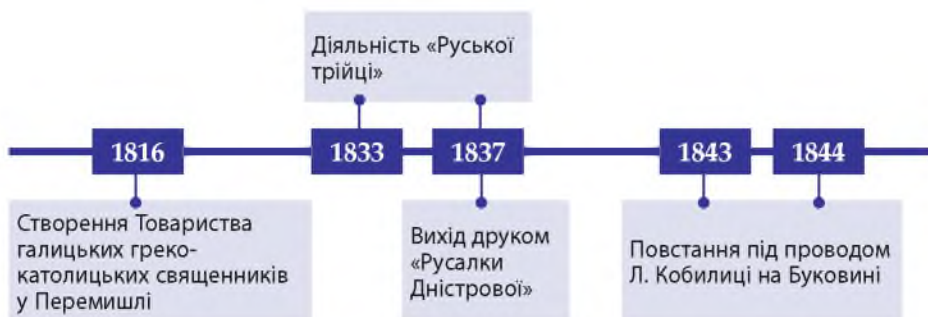 Діяльність «Руської
трійці»
1816
1833
1837
1843
1844
Створення Товариства
галицьких греко-
католицьких священників
у Перемишлі
Вихід друком
«Русалки
Дністрової»
Повстання під проводом
Л. Кобилиці на Буковині